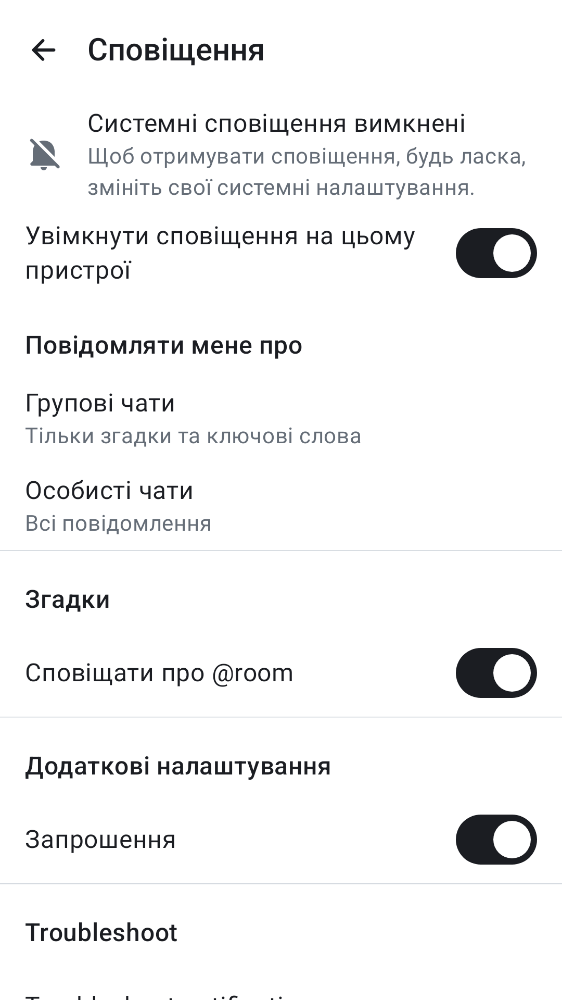 Сповіщення
Системні сповіщення вимкнені
Щоб отримувати сповіщення, будь ласка,
змініть свої системні налаштування.
Увімкнути сповіщення на цьому
пристрої
Повідомляти мене про
Групові чати
Тільки згадки та ключові слова
Особисті чати
Всі повідомлення
Згадки
Сповіщати про @room
Додаткові налаштування
Запрошення
Troubleshoot